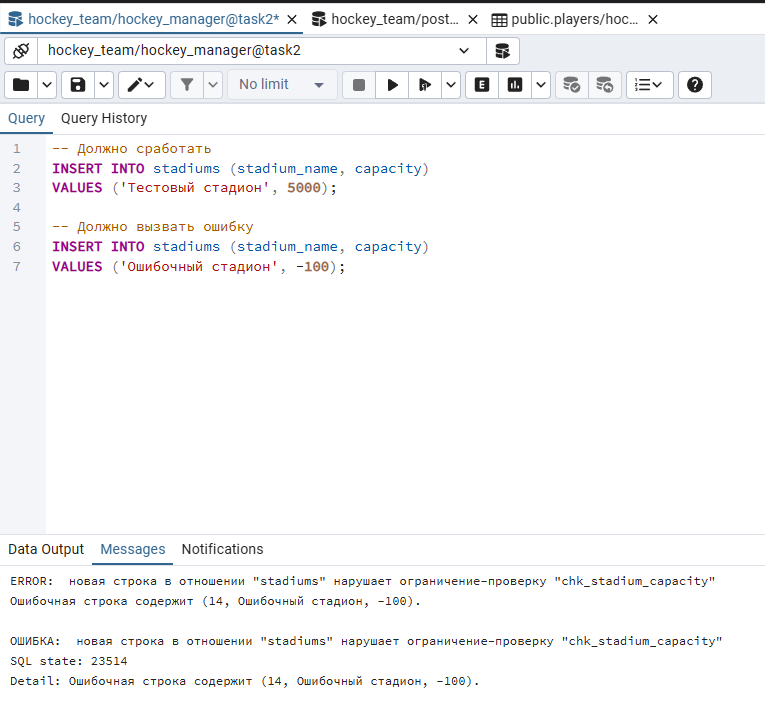 hockey_team/hockey_manager@task2*
hockey_team/post...
public.players/hoc...
hockey_team/hockey_manager@task2
No limit
Query
Query History
1 -- Должно сработать
2 INSERT INTO stadiums (stadium_name, capacity)
3 VALUES ('Тестовый стадион', 5000);
4
5 -- Должно вызвать ошибку
6 INSERT INTO stadiums (stadium_name, capacity)
7 VALUES ('Ошибочный стадион', -100);
Data Output
Messages
Notifications
ERROR:  новая строка в отношении "stadiums" нарушает ограничение-проверку "chk_stadium_capacity"
Ошибочная строка содержит (14, Ошибочный стадион, -100).
ОШИБКА:  новая строка в отношении "stadiums" нарушает ограничение-проверку "chk_stadium_capacity"
SQL state: 23514
Detail: Ошибочная строка содержит (14, Ошибочный стадион, -100).